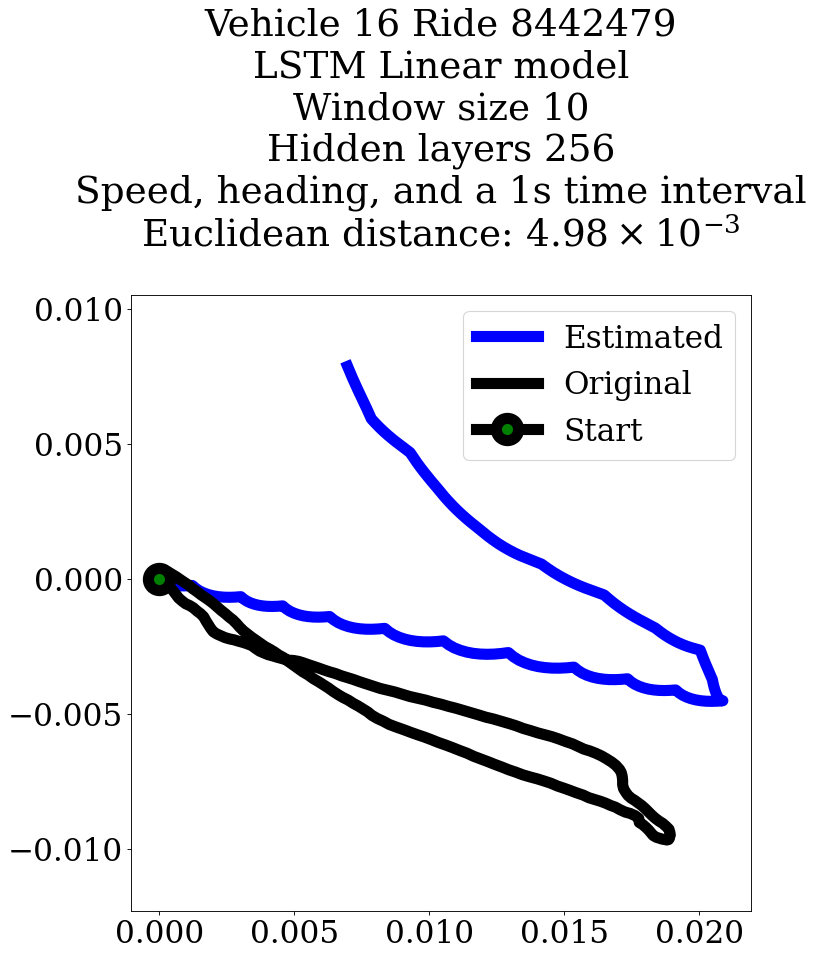 Vehicle 16 Ride 8442479
LSTM Linear model
Window size 10
Hidden layers 256
Speed, heading, and a 1s time interval
Euclidean distance: 4.98 × 10⁻³
Estimated
Original
Start
0.010
0.005
0.000
−0.005
−0.010
0.000 0.005 0.010 0.015 0.020